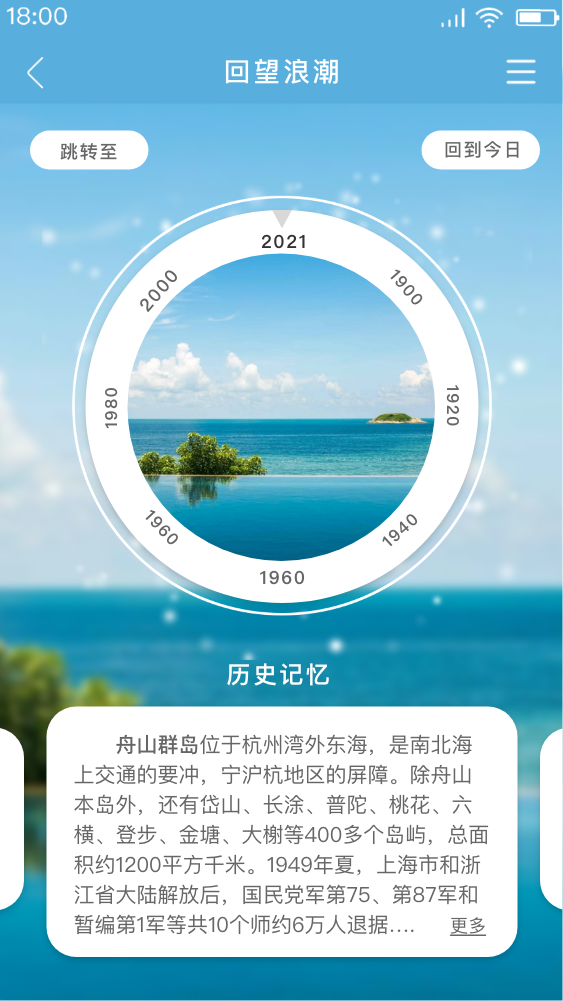 18:00
回望浪潮
跳转至
回到今日
2021
2000
1900
1980
1920
1960
1940
1960
历史记忆
舟山群岛位于杭州湾外东海，是南北海
上交通的要冲，宁沪杭地区的屏障。除舟山
本岛外，还有岱山、长涂、普陀、桃花、六
横、登步、金塘、大榭等400多个岛屿，总面
积约1200平方千米。1949年夏，上海市和浙
江省大陆解放后，国民党军第75、第87军和
暂编第1军等共10个师约6万人退据....
更多